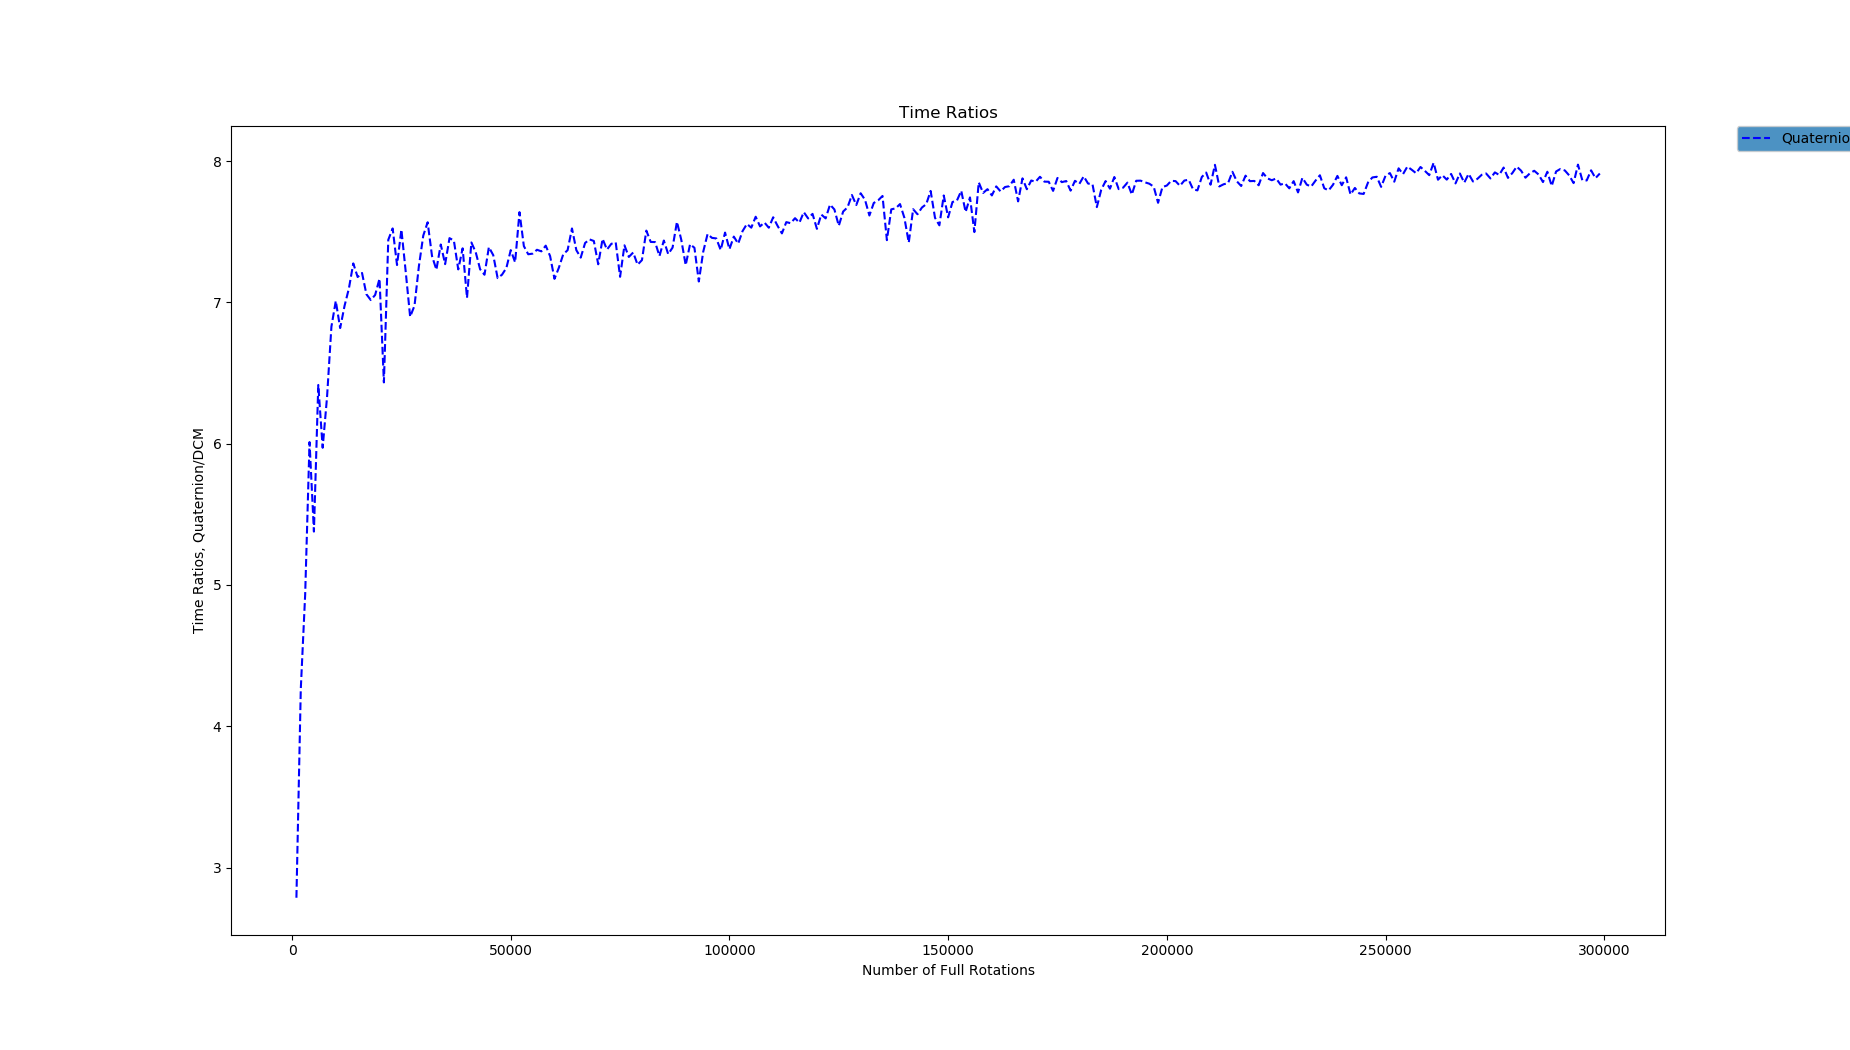 Time Ratios
Quaternio
8
7
6
5
4
3
Time Ratios, Quaternion/DCM
0 50000 100000 150000 200000 250000 300000
Number of Full Rotations